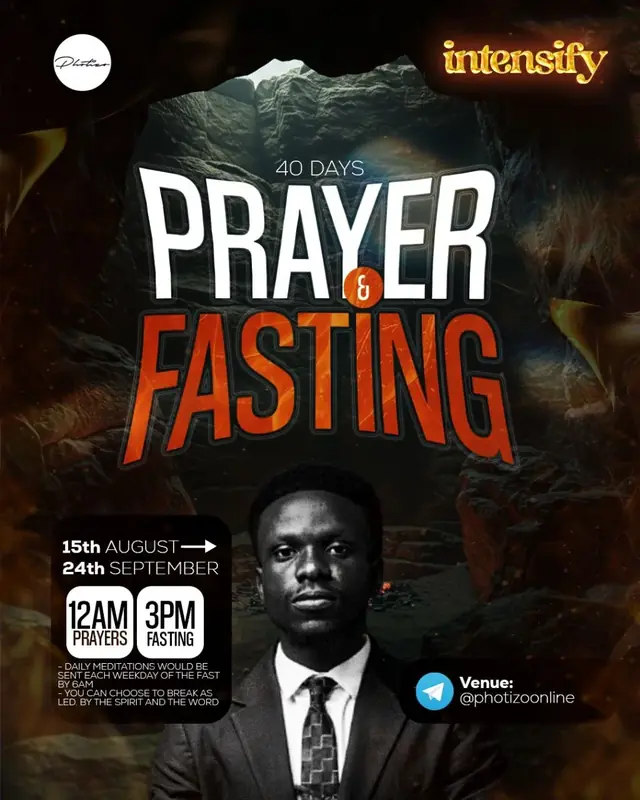 Photizo
intensify
40 DAYS
PRAYER
&
FASTING
15th AUGUST
24th SEPTEMBER
12AM
PRAYERS
3PM
FASTING
- DAILY MEDITATIONS WOULD BE
SENT EACH WEEKDAY OF THE FAST
BY 6AM
- YOU CAN CHOOSE TO BREAK AS
LED, BY THE SPIRIT AND THE WORD
Venue:
@photizoonline